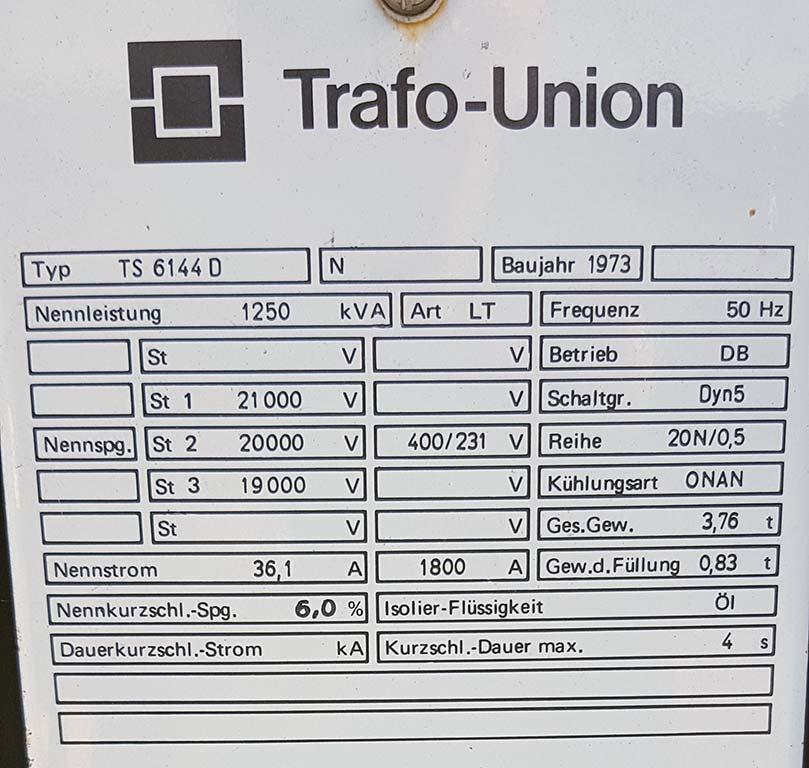 Trafo-Union
Typ TS 6144 D N Baujahr 1973
Nennleistung 1250 kVA Art LT Frequenz 50 Hz
St V V Betrieb DB
St 1 21000 V V Schaltgr. Dyn5
Nennspg. St 2 20000 V 400/231 V Reihe 20N/0,5
St 3 19000 V V Kühlungsart ONAN
St V V Ges.Gew. 3,76 t
Nennstrom 36,1 A 1800 A Gew.d.Füllung 0,83 t
Nennkurzschl.-Spg. 6,0 % Isolier-Flüssigkeit Öl
Dauerkurzschl.-Strom kA Kurzschl.-Dauer max. 4 s